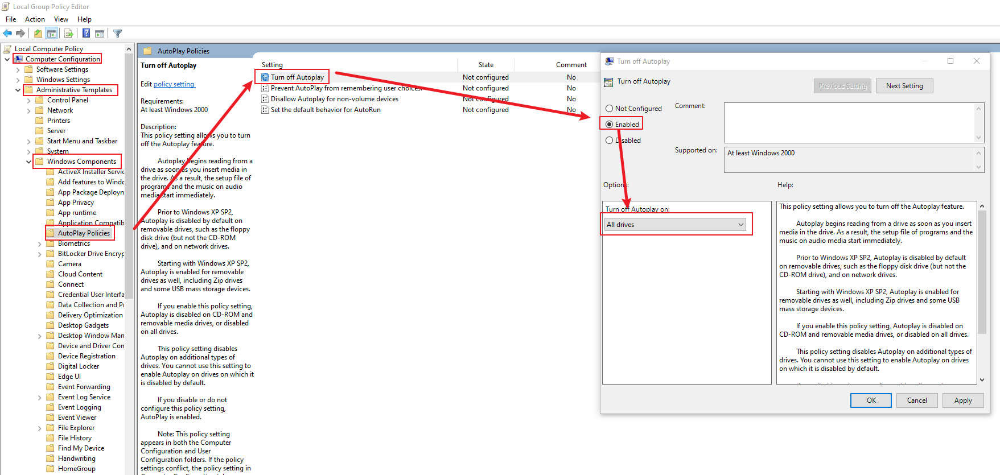 Local Group Policy Editor
File Action View Help
Local Computer Policy
Computer Configuration
Software Settings
Windows Settings
Administrative Templates
Control Panel
Network
Printers
Server
Start Menu and Taskbar
System
Windows Components
ActiveX Installer Servic
Add features to Windo
App Package Deployn
App Privacy
App runtime
Application Compatib
AutoPlay Policies
Biometrics
BitLocker Drive Encryp
Camera
Cloud Content
Connect
Credential User Interfa
Data Collection and Pr
Delivery Optimization
Desktop Gadgets
Desktop Window Man
Device and Driver Con
Device Registration
Digital Locker
Edge UI
Event Forwarding
Event Log Service
Event Logging
Event Viewer
File Explorer
File History
Find My Device
Handwriting
HomeGroup
AutoPlay Policies
Turn off Autoplay
Edit policy setting
Requirements:
At least Windows 2000
Description:
This policy setting allows you to turn
off the Autoplay feature.
Autoplay begins reading from a
drive as soon as you insert media in
the drive. As a result, the setup file of
programs and the music on audio
media start immediately.
Prior to Windows XP SP2,
Autoplay is disabled by default on
removable drives, such as the floppy
disk drive (but not the CD-ROM
drive), and on network drives.
Starting with Windows XP SP2,
Autoplay is enabled for removable
drives as well, including Zip drives
and some USB mass storage devices.
If you enable this policy setting,
Autoplay is disabled on CD-ROM and
removable media drives, or disabled
on all drives.
This policy setting disables
Autoplay on additional types of
drives. You cannot use this setting to
enable Autoplay on drives on which it
is disabled by default.
If you disable or do not
configure this policy setting,
AutoPlay is enabled.
Note: This policy setting
appears in both the Computer
Configuration and User
Configuration folders. If the policy
settings conflict, the policy setting in
Setting State Comment
Turn off Autoplay Not configured No
Prevent AutoPlay from remembering user choices. Not configured No
Disallow Autoplay for non-volume devices Not configured No
Set the default behavior for AutoRun Not configured No
Turn off Autoplay
Turn off Autoplay
Previous Setting Next Setting
Not Configured Comment:
Enabled
Disabled
Supported on: At least Windows 2000
Options: Help:
Turn off Autoplay on:
All drives
This policy setting allows you to turn off the Autoplay feature.
Autoplay begins reading from a drive as soon as you insert
media in the drive. As a result, the setup file of programs and the
music on audio media start immediately.
Prior to Windows XP SP2, Autoplay is disabled by default
on removable drives, such as the floppy disk drive (but not the
CD-ROM drive), and on network drives.
Starting with Windows XP SP2, Autoplay is enabled for
removable drives as well, including Zip drives and some USB
mass storage devices.
If you enable this policy setting, Autoplay is disabled on
CD-ROM and removable media drives, or disabled on all drives.
This policy setting disables Autoplay on additional types of
drives. You cannot use this setting to enable Autoplay on drives
on which it is disabled by default.
OK Cancel Apply